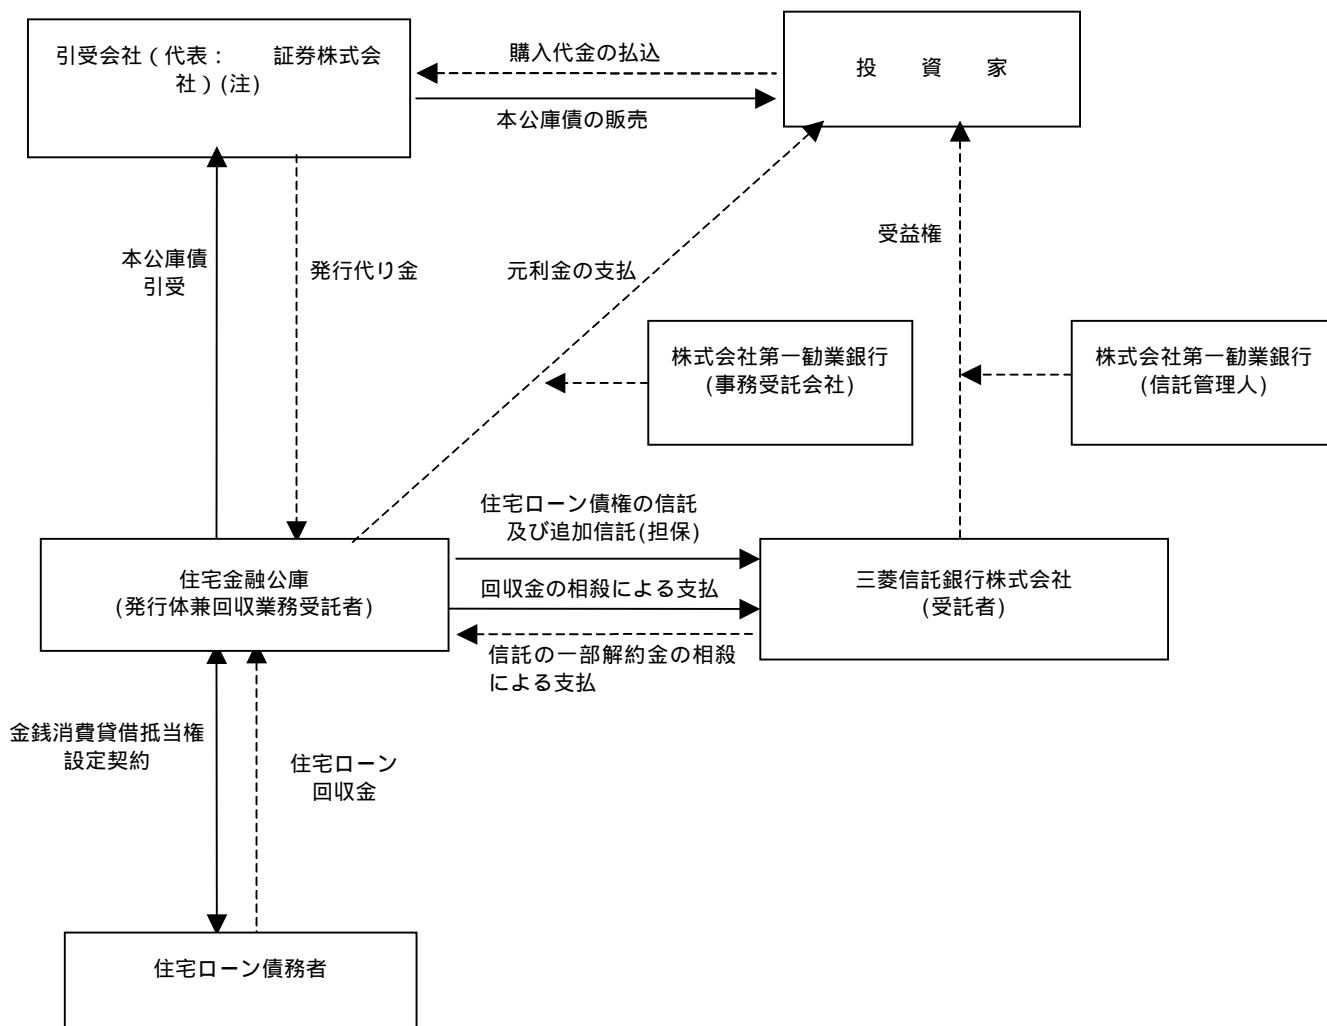 引受会社（代表：　　証券株式会
社）(注)
購入代金の払込
投　資　家
本公庫債の販売
本公庫債
引受
発行代り金
元利金の支払
受益権
株式会社第一勧業銀行
(事務受託会社)
株式会社第一勧業銀行
(信託管理人)
住宅ローン債権の信託
及び追加信託(担保)
住宅金融公庫
(発行体兼回収業務受託者)
回収金の相殺による支払
三菱信託銀行株式会社
(受託者)
信託の一部解約金の相殺
による支払
金銭消費貸借抵当権
設定契約
住宅ローン
回収金
住宅ローン債務者